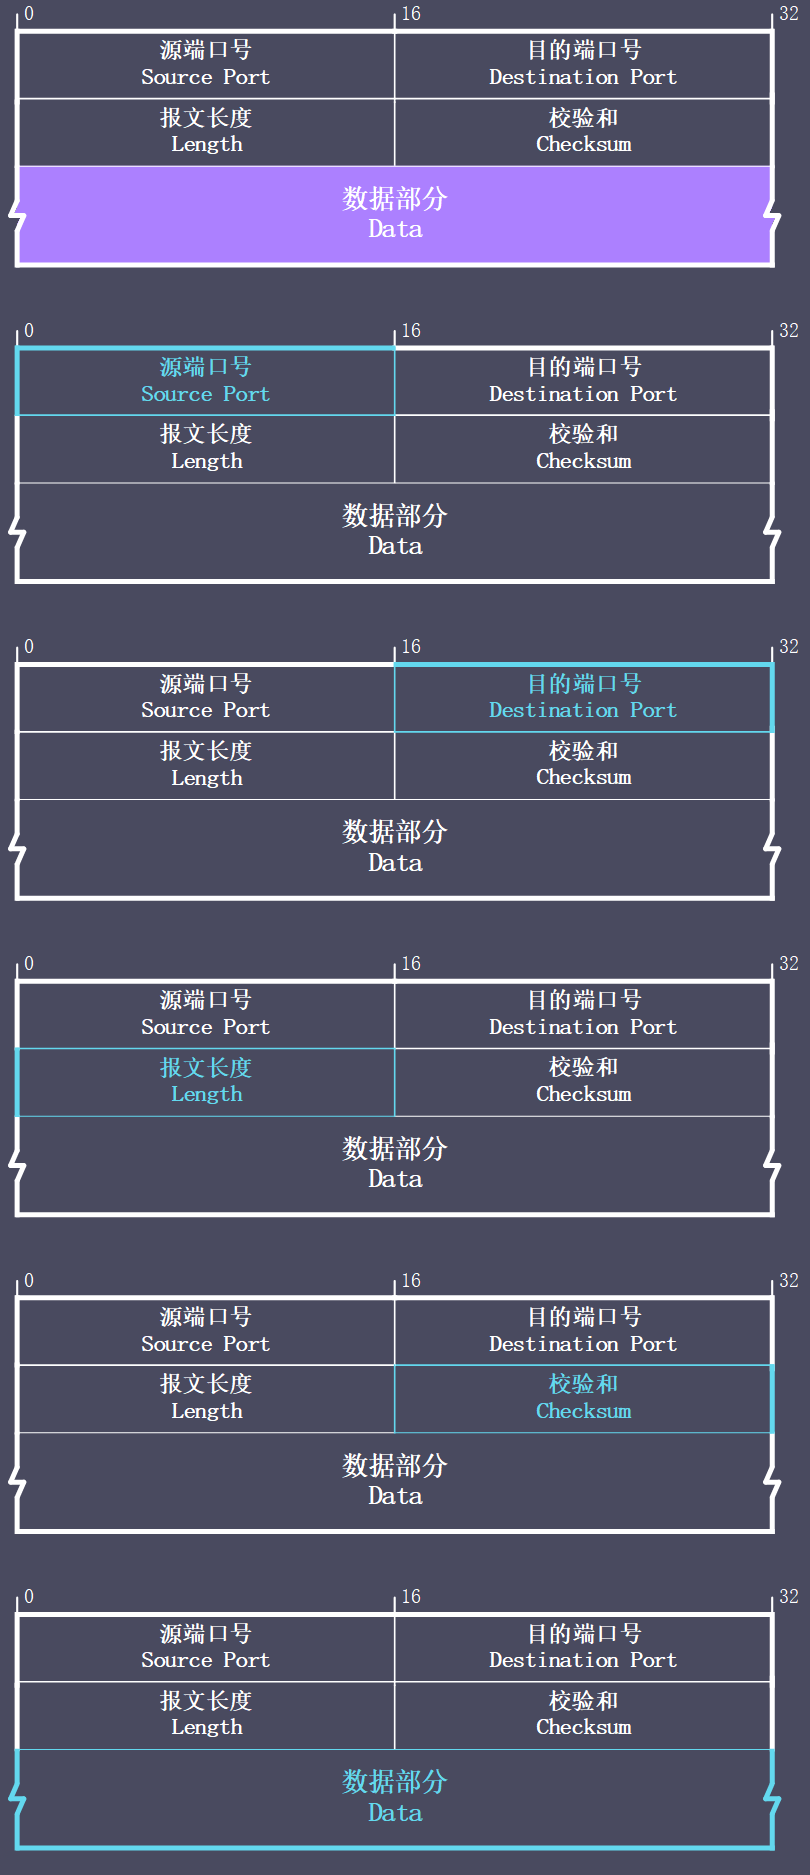 0 16 32
源端口号 目的端口号
Source Port Destination Port
报文长度 校验和
Length Checksum
数据部分
Data
0 16 32
源端口号 目的端口号
Source Port Destination Port
报文长度 校验和
Length Checksum
数据部分
Data
0 16 32
源端口号 目的端口号
Source Port Destination Port
报文长度 校验和
Length Checksum
数据部分
Data
0 16 32
源端口号 目的端口号
Source Port Destination Port
报文长度 校验和
Length Checksum
数据部分
Data
0 16 32
源端口号 目的端口号
Source Port Destination Port
报文长度 校验和
Length Checksum
数据部分
Data
0 16 32
源端口号 目的端口号
Source Port Destination Port
报文长度 校验和
Length Checksum
数据部分
Data